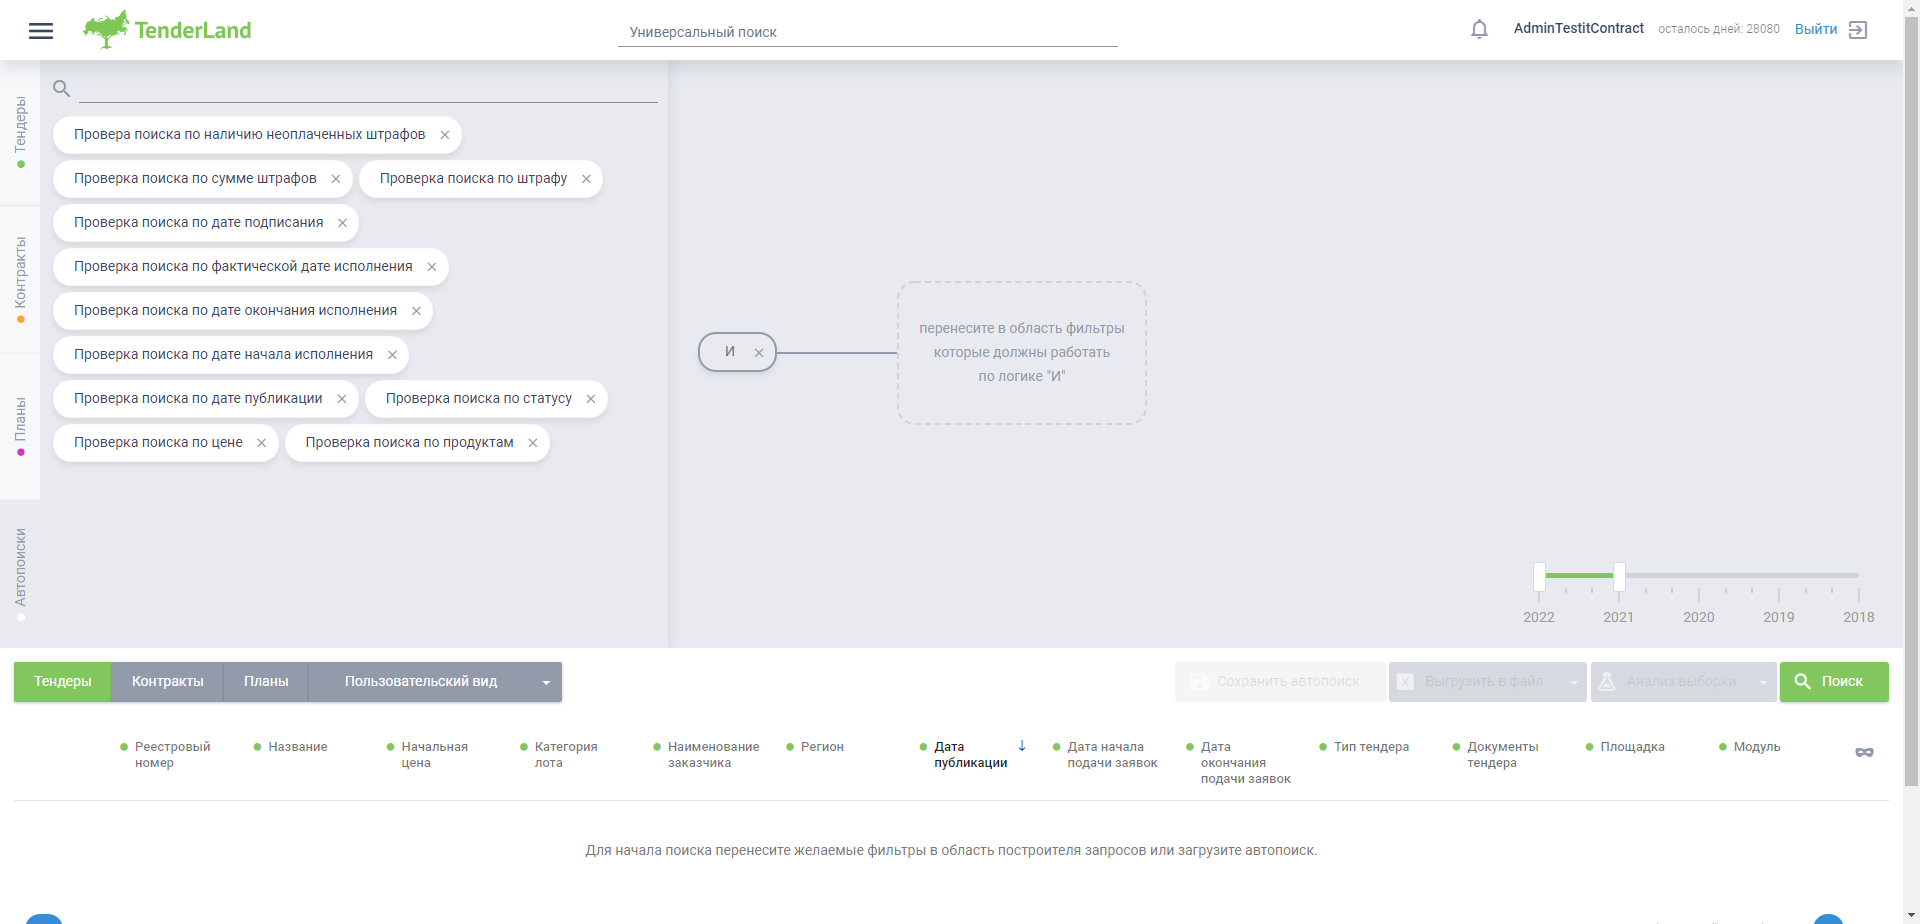 TenderLand
Универсальный поиск
AdminTestitContract
осталось дней: 28080
Выйти
Тендеры
Контракты
Планы
Автопоиски
Провера поиска по наличию неоплаченных штрафов
Проверка поиска по сумме штрафов
Проверка поиска по штрафу
Проверка поиска по дате подписания
Проверка поиска по фактической дате исполнения
Проверка поиска по дате окончания исполнения
Проверка поиска по дате начала исполнения
Проверка поиска по дате публикации
Проверка поиска по статусу
Проверка поиска по цене
Проверка поиска по продуктам
И
перенесите в область фильтры
которые должны работать
по логике "И"
2022
2021
2020
2019
2018
Тендеры
Контракты
Планы
Пользовательский вид
Сохранить автопоиск
Выгрузить в файл
Анализ выборки
Поиск
Реестровый
номер
Название
Начальная
цена
Категория
лота
Наименование
заказчика
Регион
Дата
публикации
Дата начала
подачи заявок
Дата
окончания
подачи заявок
Тип тендера
Документы
тендера
Площадка
Модуль
Для начала поиска перенесите желаемые фильтры в область построителя запросов или загрузите автопоиск.